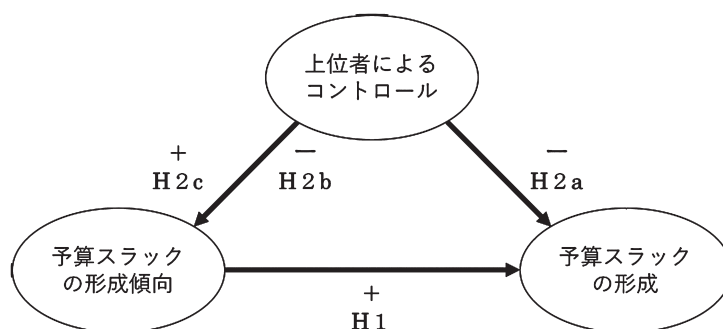 上位者による
コントロール
+
H2c
−
H2b
−
H2a
予算スラック
の形成傾向
予算スラック
の形成
+
H1